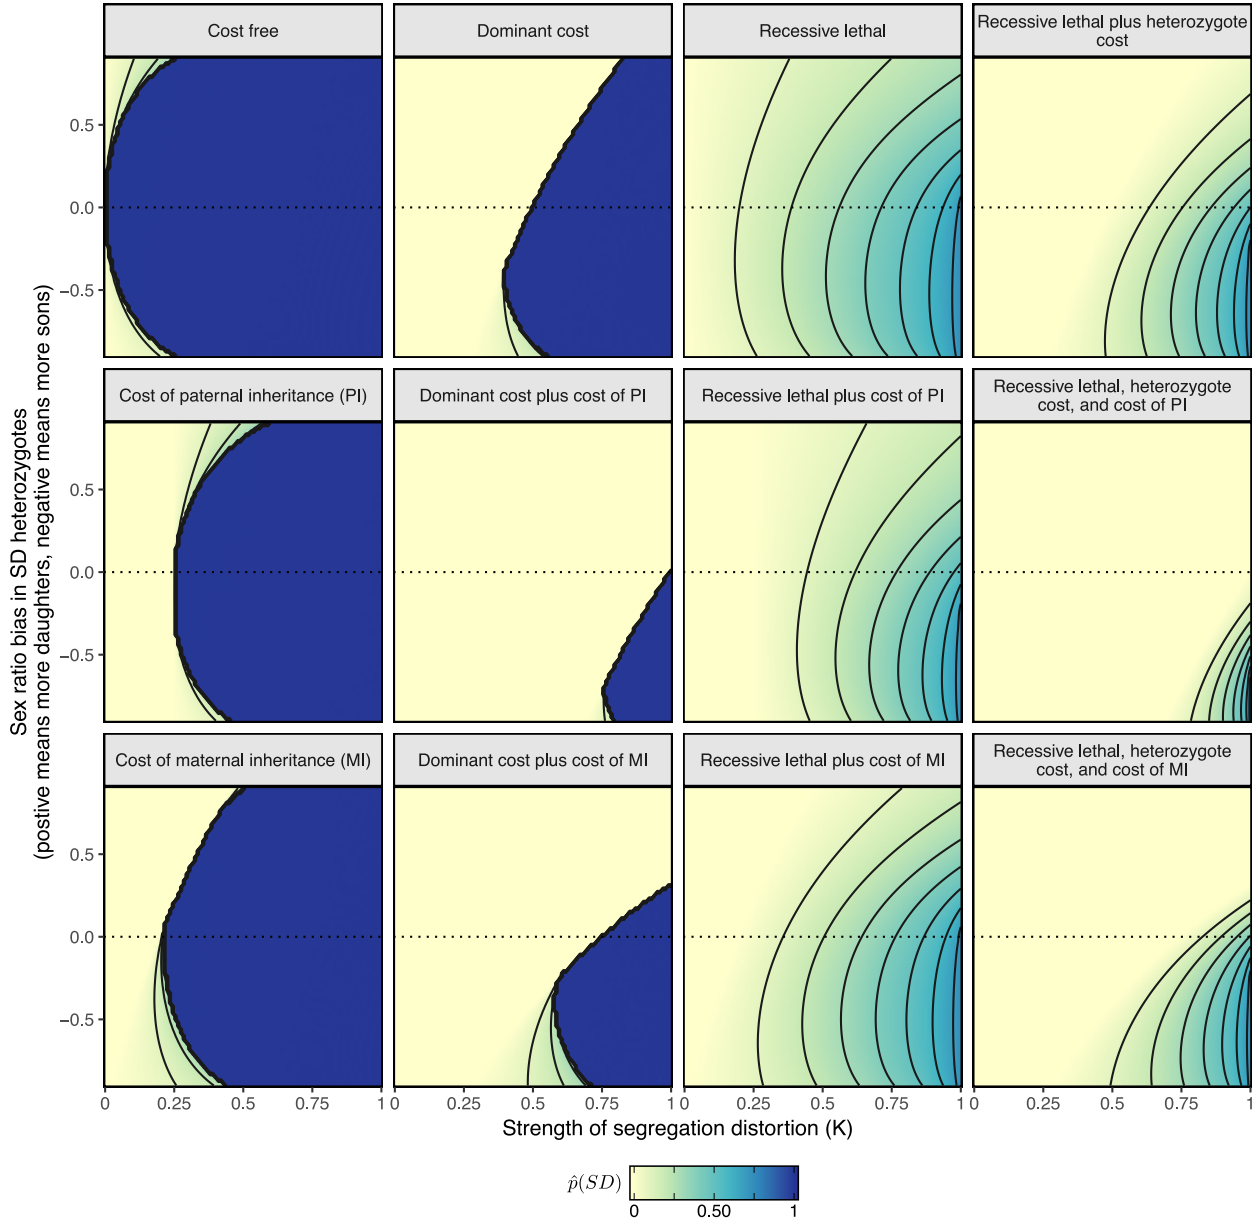 Cost free
Dominant cost
Recessive lethal
Recessive lethal plus heterozygote
cost
0.5
0.0
−0.5
Cost of paternal inheritance (PI)
Dominant cost plus cost of PI
Recessive lethal plus cost of PI
Recessive lethal, heterozygote
cost, and cost of PI
0.5
0.0
−0.5
Sex ratio bias in SD heterozygotes
(postive means more daughters, negative means more sons)
Cost of maternal inheritance (MI)
Dominant cost plus cost of MI
Recessive lethal plus cost of MI
Recessive lethal, heterozygote
cost, and cost of MI
0.5
0.0
−0.5
0 0.25 0.5 0.75 1
0 0.25 0.5 0.75 1
0 0.25 0.5 0.75 1
0 0.25 0.5 0.75 1
Strength of segregation distortion (K)
p̂(SD)
0 0.50 1